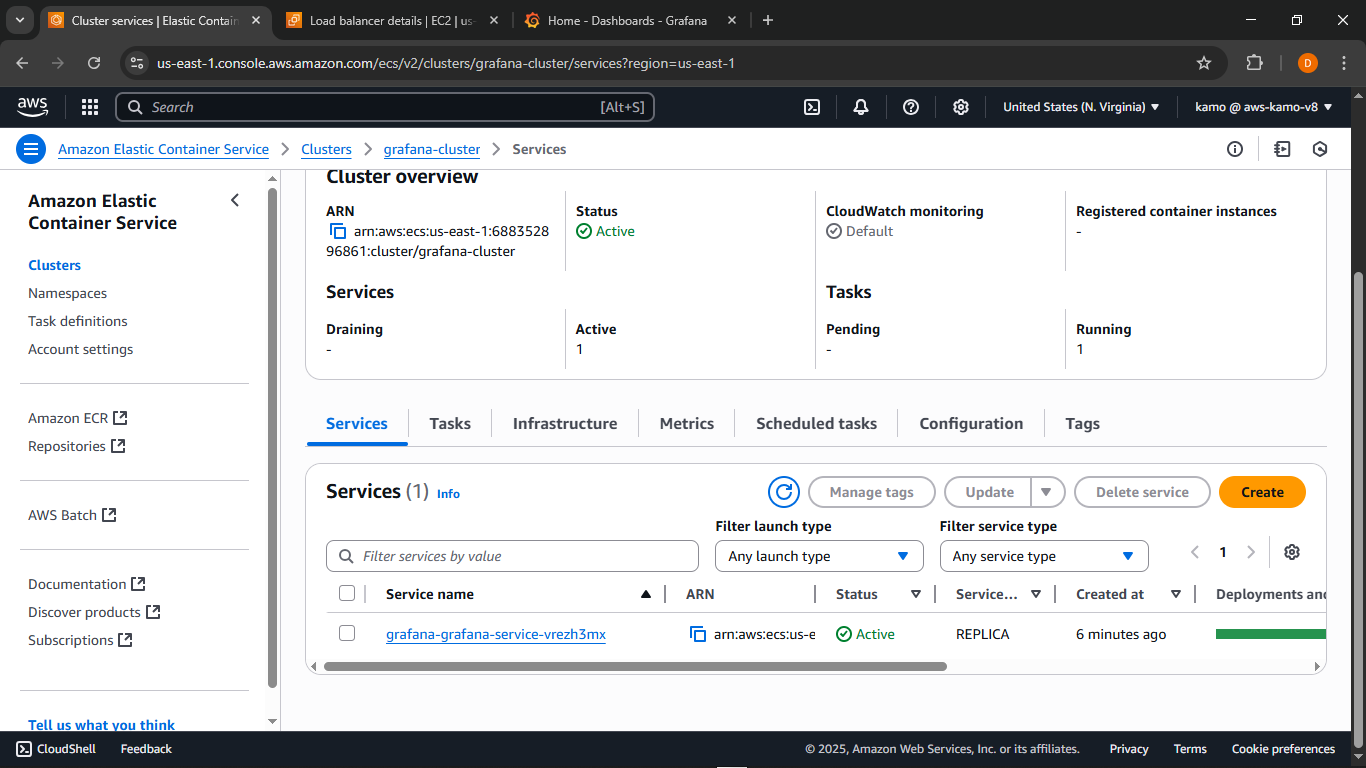 Cluster services | Elastic Contain
Load balancer details | EC2 | us-
Home - Dashboards - Grafana
us-east-1.console.aws.amazon.com/ecs/v2/clusters/grafana-cluster/services?region=us-east-1
D
aws
Search
[Alt+S]
United States (N. Virginia)
kamo @ aws-kamo-v8
Amazon Elastic Container Service
Clusters
grafana-cluster
Services
Amazon Elastic
Container Service
Clusters
Namespaces
Task definitions
Account settings
Amazon ECR
Repositories
AWS Batch
Documentation
Discover products
Subscriptions
Tell us what you think
Cluster overview
ARN
arn:aws:ecs:us-east-1:6883528
96861:cluster/grafana-cluster
Status
Active
CloudWatch monitoring
Default
Registered container instances
-
Services
Tasks
Draining
-
Active
1
Pending
-
Running
1
Services
Tasks
Infrastructure
Metrics
Scheduled tasks
Configuration
Tags
Services (1) Info
Manage tags
Update
Delete service
Create
Filter launch type
Filter service type
Filter services by value
Any launch type
Any service type
1
Service name
ARN
Status
Service...
Created at
Deployments and
grafana-grafana-service-vrezh3mx
arn:aws:ecs:us-e
Active
REPLICA
6 minutes ago
CloudShell
Feedback
© 2025, Amazon Web Services, Inc. or its affiliates.
Privacy
Terms
Cookie preferences